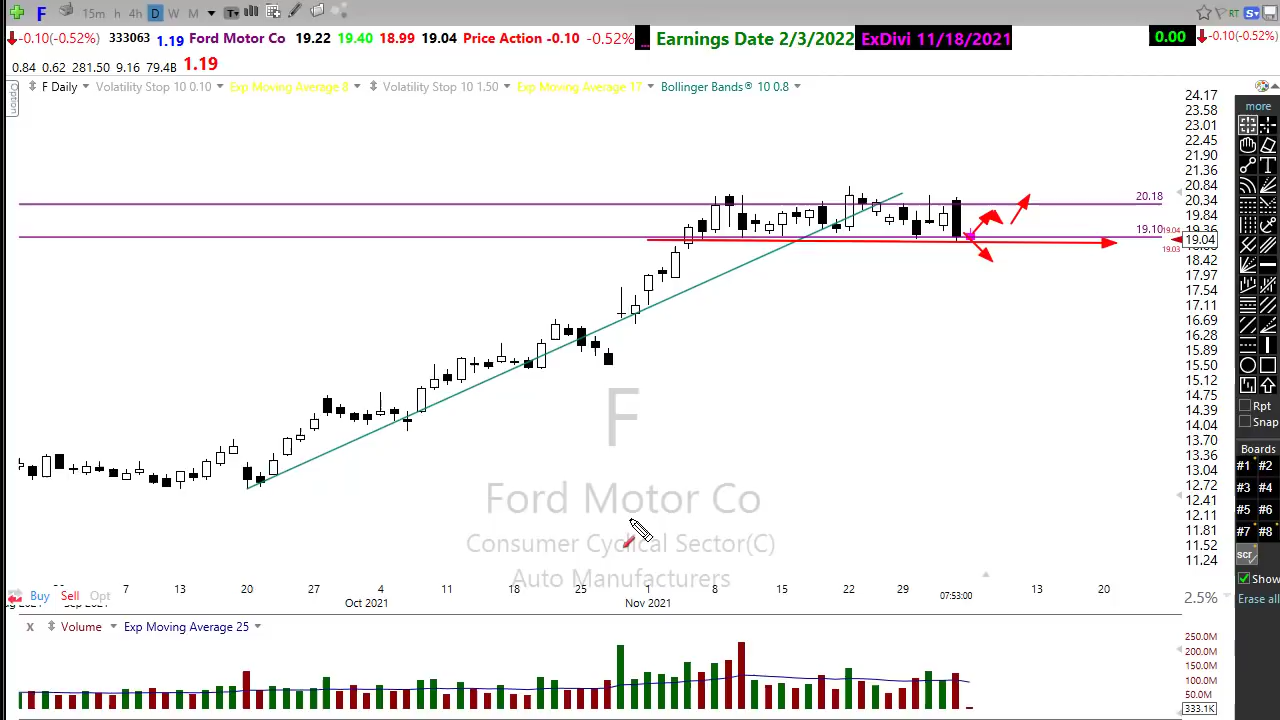 F 15m h 4h D W M T RT S
-0.10(-0.52%) 333063 1.19 Ford Motor Co 19.22 19.40 18.99 19.04 Price Action -0.10 -0.52% ... Earnings Date 2/3/2022 ExDivi 11/18/2021 0.00 -0.10(-0.52%)
0.84 0.62 281.50 9.16 79.4B 1.19
Option
F Daily Volatility Stop 10 0.10 Exp Moving Average 8 Volatility Stop 10 1.50 Exp Moving Average 17 Bollinger Bands® 10 0.8
24.17
23.58
23.01
22.45
21.90
21.36
20.84
20.34
19.84
19.04
18.42
17.97
17.54
17.11
16.69
16.28
15.89
15.50
15.12
14.75
14.39
14.04
13.70
13.36
13.04
12.72
12.41
12.11
11.81
11.52
11.24
20.18
19.10
19.04
19.03
more
T
Rpt
Snap
Boards
#1 #2
#3 #4
#5 #6
#7 #8
scr
Show
Erase all
F
Ford Motor Co
Consumer Cyclical Sector(C)
Auto Manufacturers
7 13 20 27 4 11 18 25 1 8 15 22 29 07:53:00 13 20
Oct 2021 Nov 2021
Buy Sell Opt
2.5%
X Volume Exp Moving Average 25
250.0M
200.0M
150.0M
100.0M
50.0M
333.1K